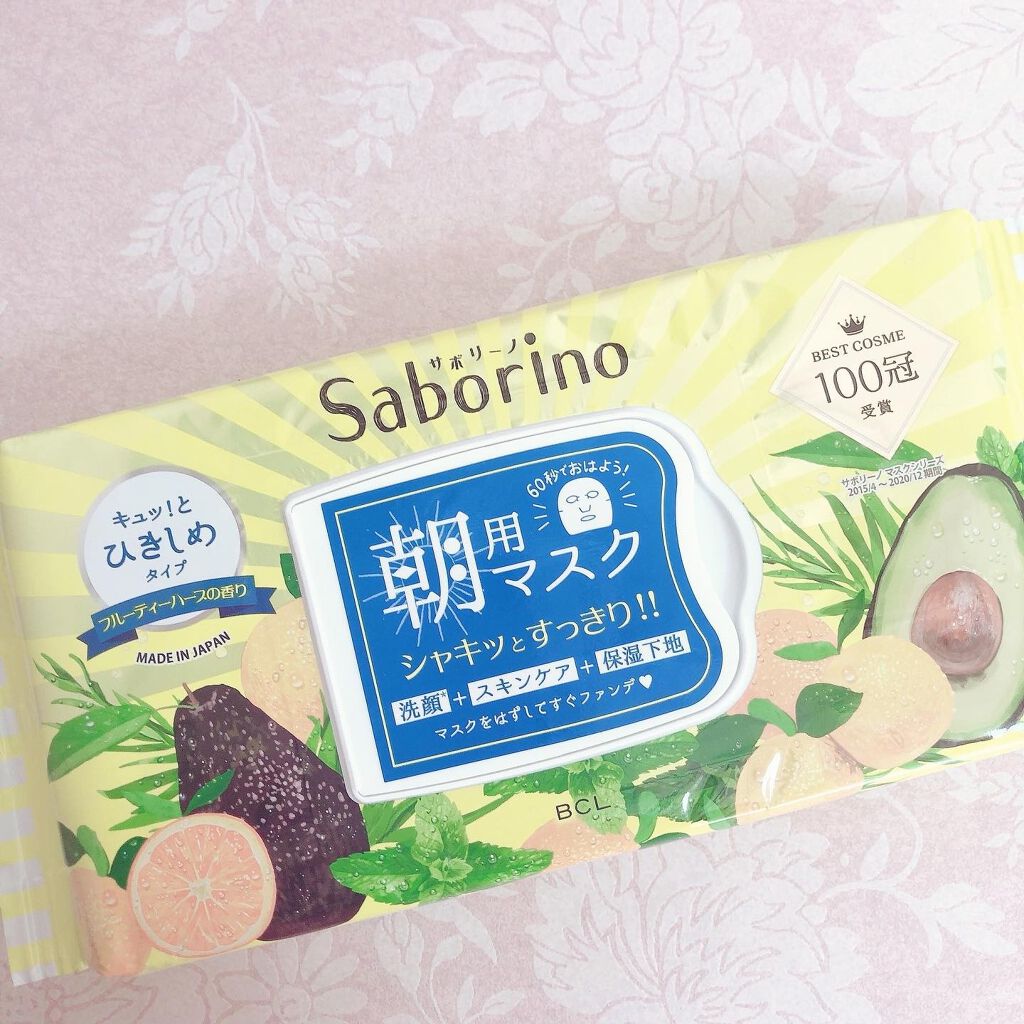 サボリーノ
Saborino
BEST COSME
100冠
受賞
サボリーノ マスクシリーズ
2015/4 ～ 2020/12 期間
キュッ!と
ひきしめ
タイプ
フルーティーハーブの香り
MADE IN JAPAN
60秒でおはよう!
朝用マスク
シャキッとすっきり!!
洗顔*+スキンケア+保湿下地
マスクをはずしてすぐファンデ♥
BCL